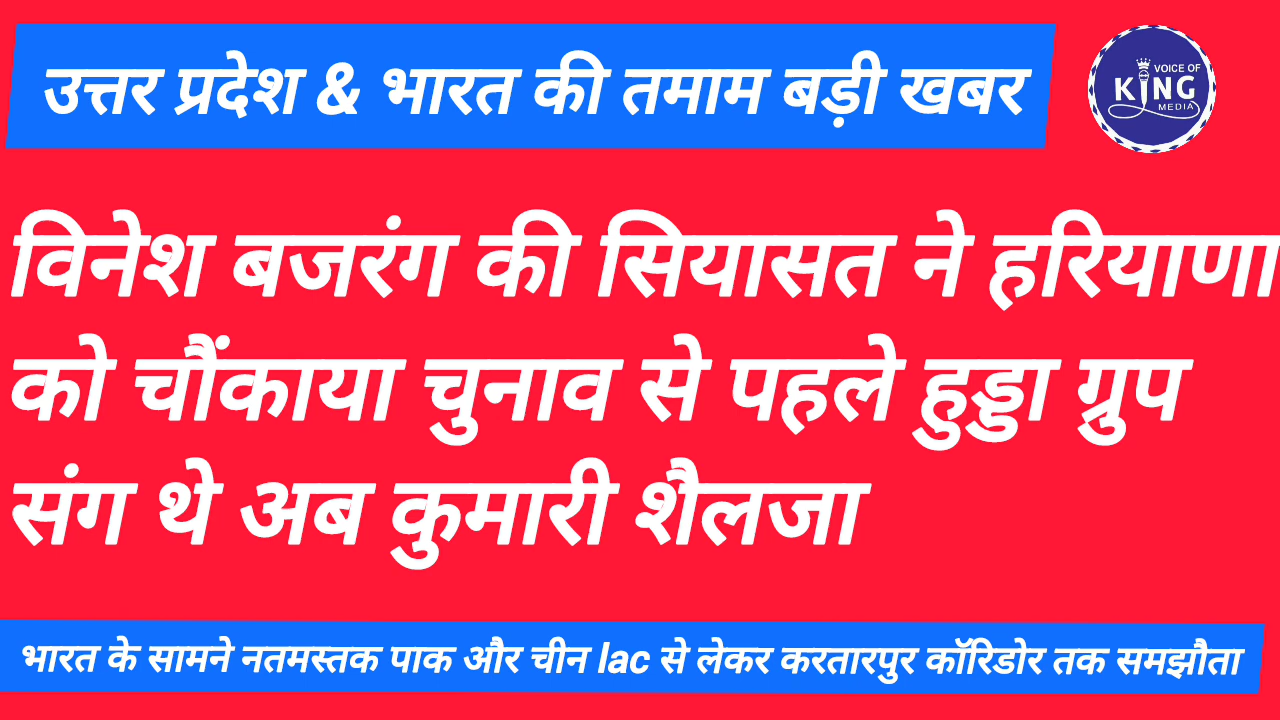 उत्तर प्रदेश & भारत की तमाम बड़ी खबर
VOICE OF
KING
MEDIA
विनेश बजरंग की सियासत ने हरियाणा
को चौंकाया चुनाव से पहले हुड्डा ग्रुप
संग थे अब कुमारी शैलजा
भारत के सामने नतमस्तक पाक और चीन lac से लेकर करतारपुर कॉरिडोर तक समझौता